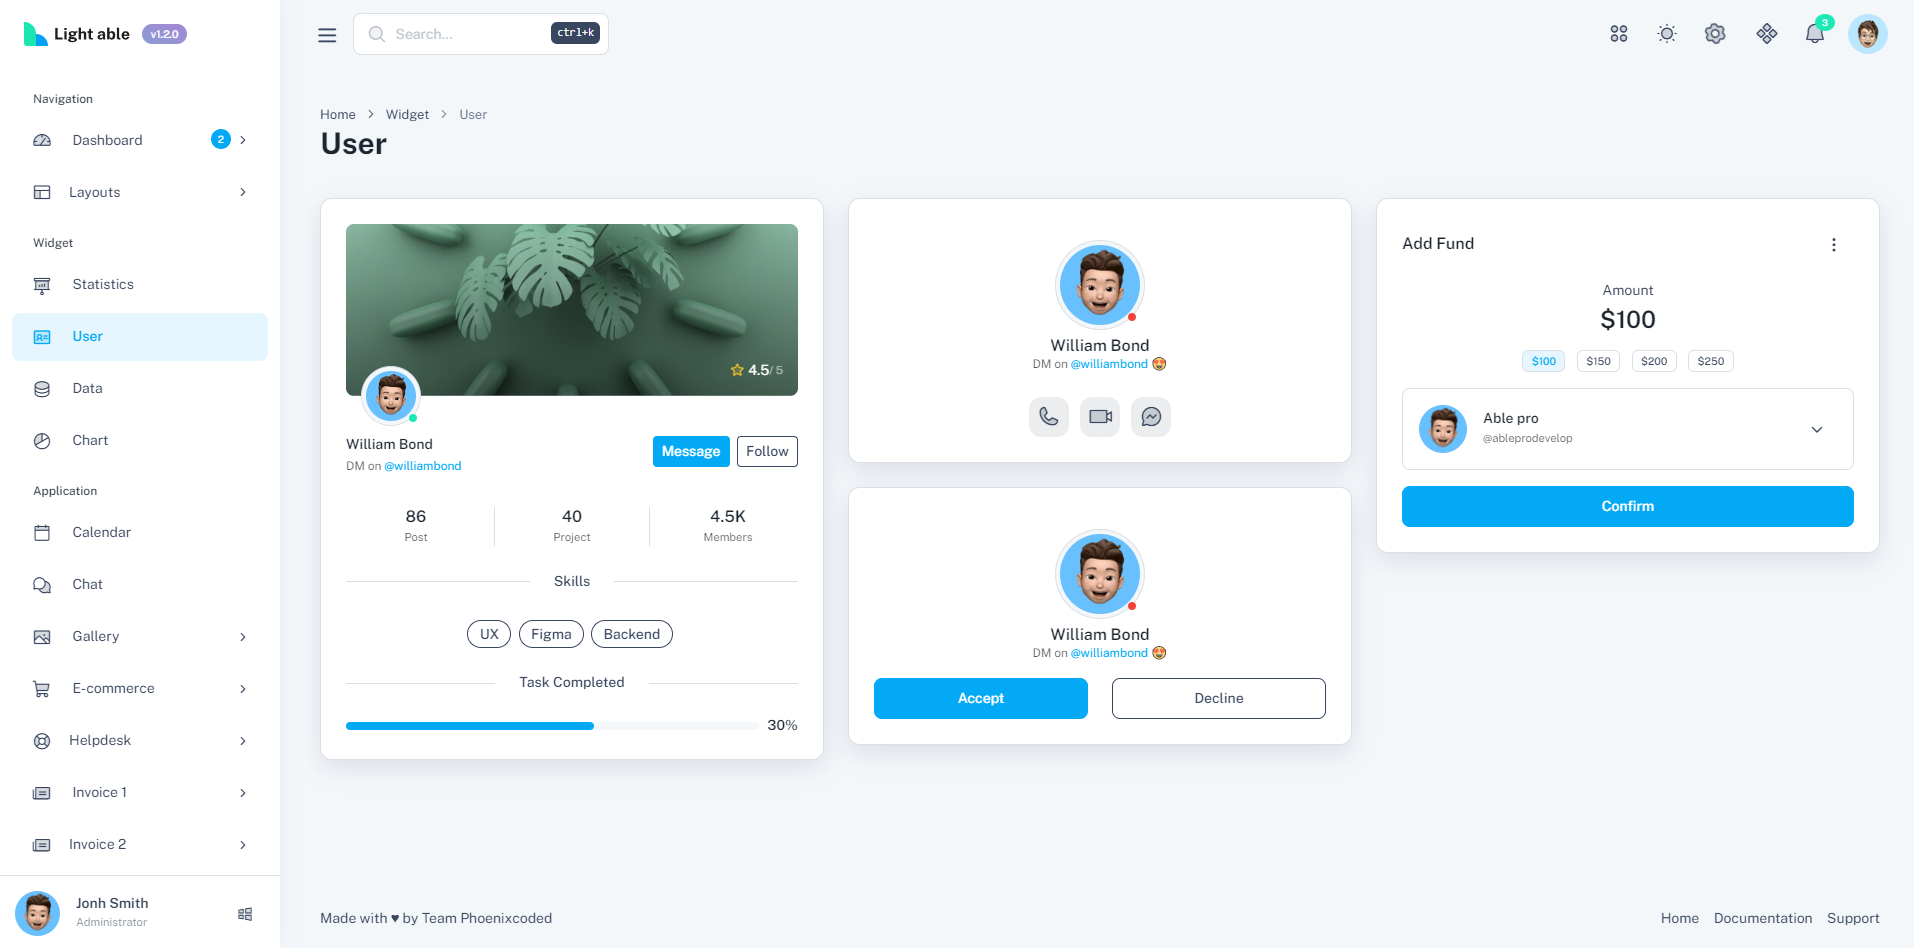 Light able v1.2.0
Navigation
Dashboard 2
Layouts
Widget
Statistics
User
Data
Chart
Application
Calendar
Chat
Gallery
E-commerce
Helpdesk
Invoice 1
Invoice 2
Jonh Smith
Administrator
Search... ctrl+k
3
Home > Widget > User
User
4.5/ 5
William Bond
DM on @williambond
Message Follow
86 40 4.5K
Post Project Members
Skills
UX Figma Backend
Task Completed
30%
William Bond
DM on @williambond 🤩
William Bond
DM on @williambond 🤩
Accept Decline
Add Fund
Amount
$100
$100 $150 $200 $250
Able pro
@ableprodevelop
Confirm
Made with ♥ by Team Phoenixcoded
Home Documentation Support